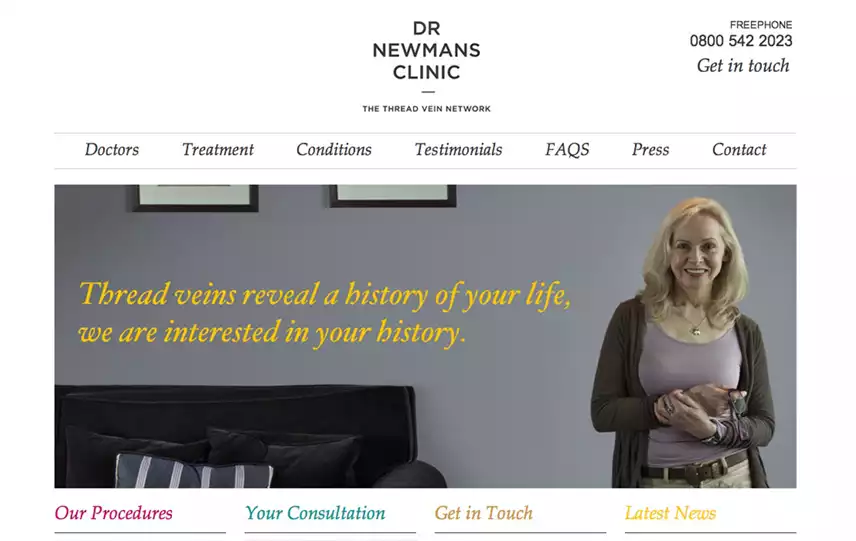 DR
NEWMANS
CLINIC
THE THREAD VEIN NETWORK
FREEPHONE
0800 542 2023
Get in touch
Doctors Treatment Conditions Testimonials FAQS Press Contact
Thread veins reveal a history of your life,
we are interested in your history.
Our Procedures Your Consultation Get in Touch Latest News